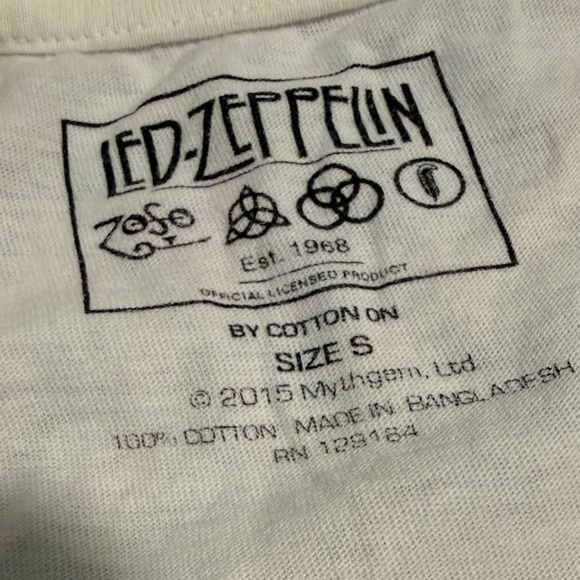 LED-ZEPPELIN
ZoSo
Est. 1968
OFFICIAL LICENSED PRODUCT
BY COTTON ON
SIZE S
© 2015 Mythgem, Ltd
100% COTTON MADE IN BANGLADESH
RN 129164